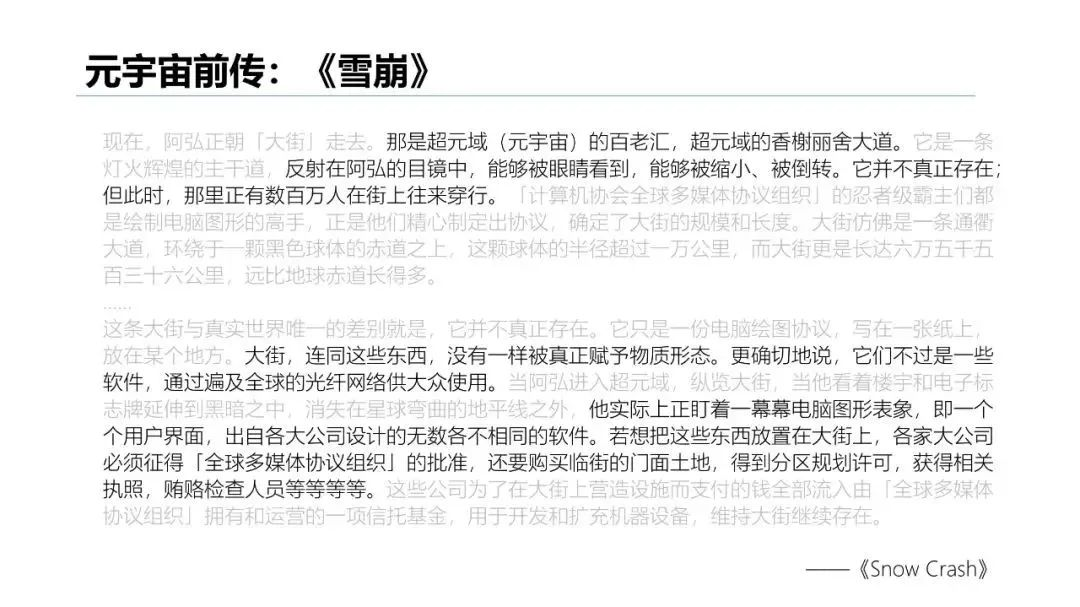 元宇宙前传：《雪崩》
现在，阿弘正朝「大街」走去。那是超元域（元宇宙）的百老汇，超元域的香榭丽舍大道。它是一条
灯火辉煌的主干道，反射在阿弘的目镜中，能够被眼睛看到，能够被缩小、被倒转。它并不真正存在；
但此时，那里正有数百万人在街上往来穿行。「计算机协会全球多媒体协议组织」的忍者级霸主们都
是绘制电脑图形的高手，正是他们精心制定出协议，确定了大街的规模和长度。大街仿佛是一条通衢
大道，环绕于一颗黑色球体的赤道之上，这颗球体的半径超过一万公里，而大街更是长达六万五千五
百三十六公里，远比地球赤道长得多。
......
这条大街与真实世界唯一的差别就是，它并不真正存在。它只是一份电脑绘图协议，写在一张纸上，
放在某个地方。大街，连同这些东西，没有一样被真正赋予物质形态。更确切地说，它们不过是一些
软件，通过遍及全球的光纤网络供大众使用。当阿弘进入超元域，纵览大街，当他看着楼宇和电子标
志牌延伸到黑暗之中，消失在星球弯曲的地平线之外，他实际上正盯着一幕幕电脑图形表象，即一个
个用户界面，出自各大公司设计的无数各不相同的软件。若想把这些东西放置在大街上，各家大公司
必须征得「全球多媒体协议组织」的批准，还要购买临街的门面土地，得到分区规划许可，获得相关
执照，贿赂检查人员等等等等。这些公司为了在大街上营造设施而支付的钱全部流入由「全球多媒体
协议组织」拥有和运营的一项信托基金，用于开发和扩充机器设备，维持大街继续存在。
——《Snow Crash》